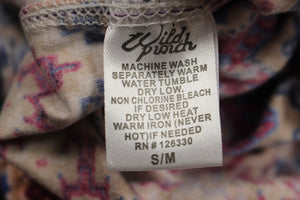 Wild
Pooch
MACHINE WASH
SEPARATELY WARM
WATER TUMBLE
DRY LOW.
NON CHLORINE BLEACH
IF DESIRED
DRY LOW HEAT
WARM IRON (NEVER
HOT)IF NEEDED
RN # 126330
S/M